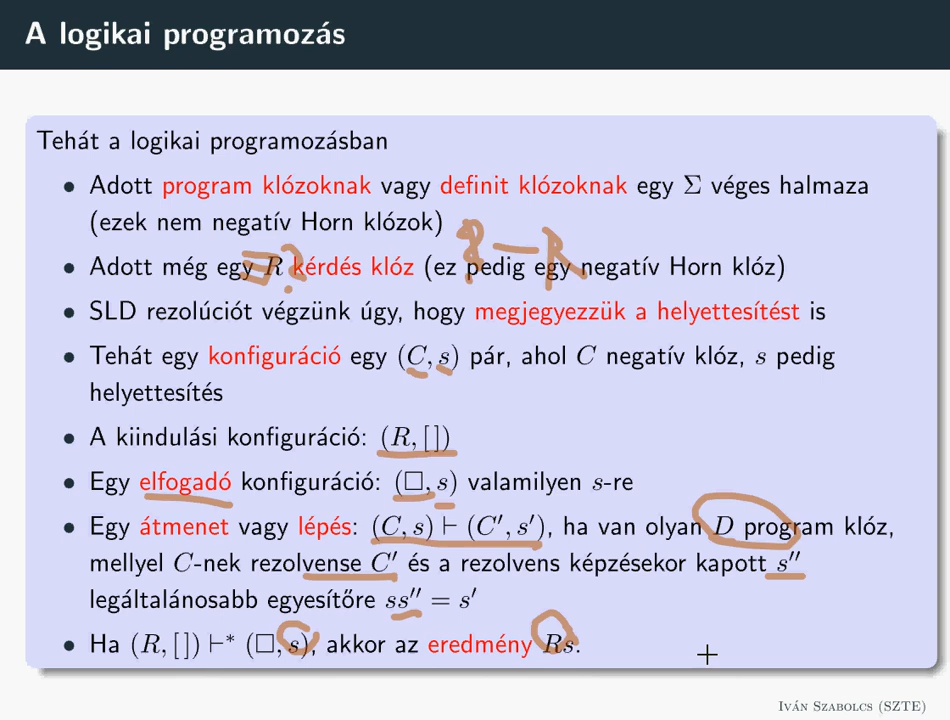 A logikai programozás
Tehát a logikai programozásban
• Adott program klózoknak vagy definit klózoknak egy Σ véges halmaza
(ezek nem negatív Horn klózok)
• Adott még egy R kérdés klóz (ez pedig egy negatív Horn klóz)
• SLD rezolúciót végzünk úgy, hogy megjegyezzük a helyettesítést is
• Tehát egy konfiguráció egy (C, s) pár, ahol C negatív klóz, s pedig
helyettesítés
• A kiindulási konfiguráció: (R, [ ])
• Egy elfogadó konfiguráció: (□, s) valamilyen s-re
• Egy átmenet vagy lépés: (C, s) ⊢ (C′, s′), ha van olyan D program klóz,
mellyel C-nek rezolvense C′ és a rezolvens képzésekor kapott s′′
legáltalánosabb egyesítőre ss′′ = s′
• Ha (R, [ ]) ⊢* (□, s), akkor az eredmény Rs.
Iván Szabolcs (SZTE)